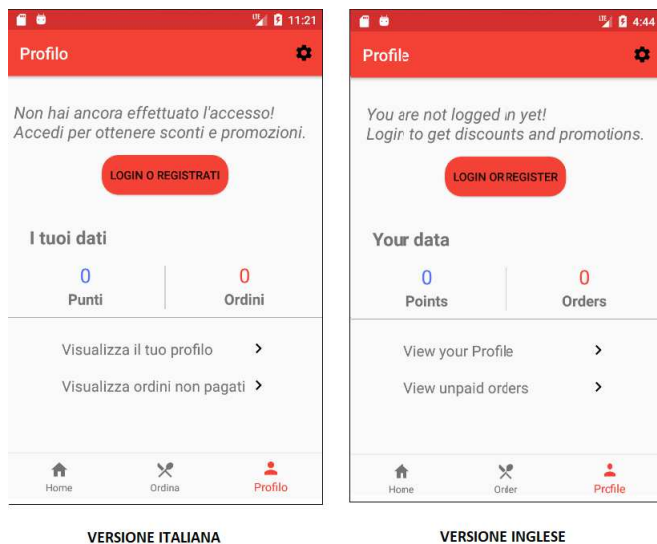 11:21
Profilo
Non hai ancora effettuato l'accesso!
Accedi per ottenere sconti e promozioni.
LOGIN O REGISTRATI
I tuoi dati
0 0
Punti Ordini
Visualizza il tuo profilo
Visualizza ordini non pagati
Home Ordina Profilo
VERSIONE ITALIANA
4:44
Profile
You are not logged in yet!
Login to get discounts and promotions.
LOGIN OR REGISTER
Your data
0 0
Points Orders
View your Profile
View unpaid orders
Home Order Profile
VERSIONE INGLESE